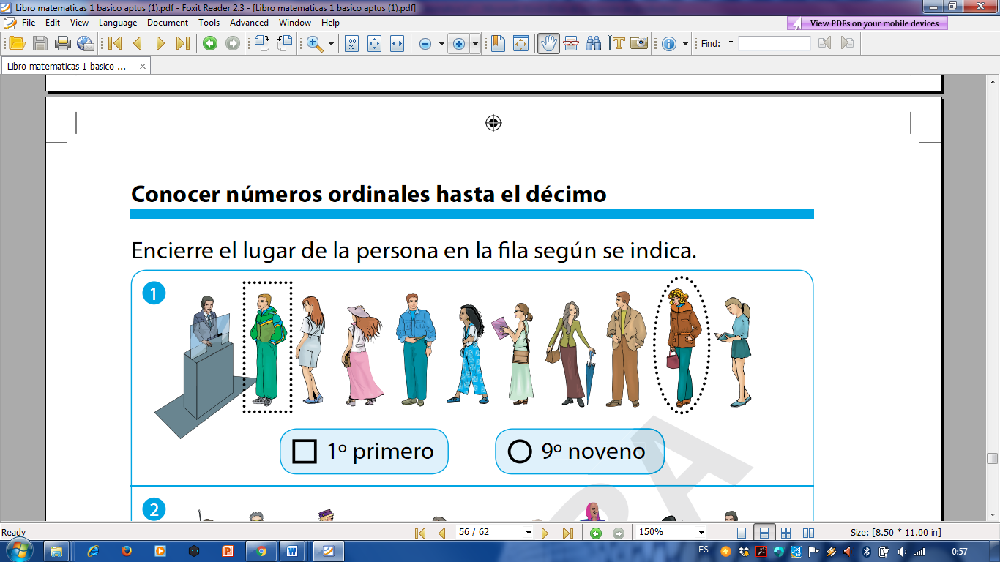 Libro matematicas 1 basico aptus (1).pdf - Foxit Reader 2.3 - [Libro matematicas 1 basico aptus (1).pdf]
File Edit View Language Document Tools Advanced Window Help
View PDFs on your mobile devices
Find:
Libro matematicas 1 basico ...
Conocer números ordinales hasta el décimo
Encierre el lugar de la persona en la fila según se indica.
1
1º primero
9º noveno
2
PA
Ready
56 / 62
150%
Size: [8.50 * 11.00 in]
ES
0:57